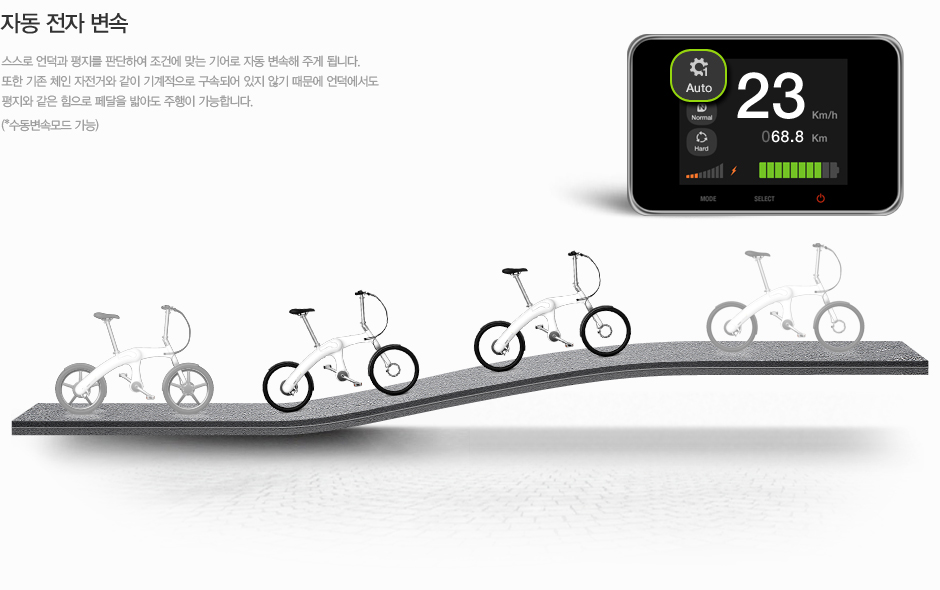 자동 전자 변속
스스로 언덕과 평지를 판단하여 조건에 맞는 기어로 자동 변속해 주게 됩니다.
또한 기존 체인 자전거와 같이 기계적으로 구속되어 있지 않기 때문에 언덕에서도
평지와 같은 힘으로 페달을 밟아도 주행이 가능합니다.
(*수동변속모드 가능)
1
Auto
23 Km/h
Normal
068.8 Km
Hard
MODE SELECT